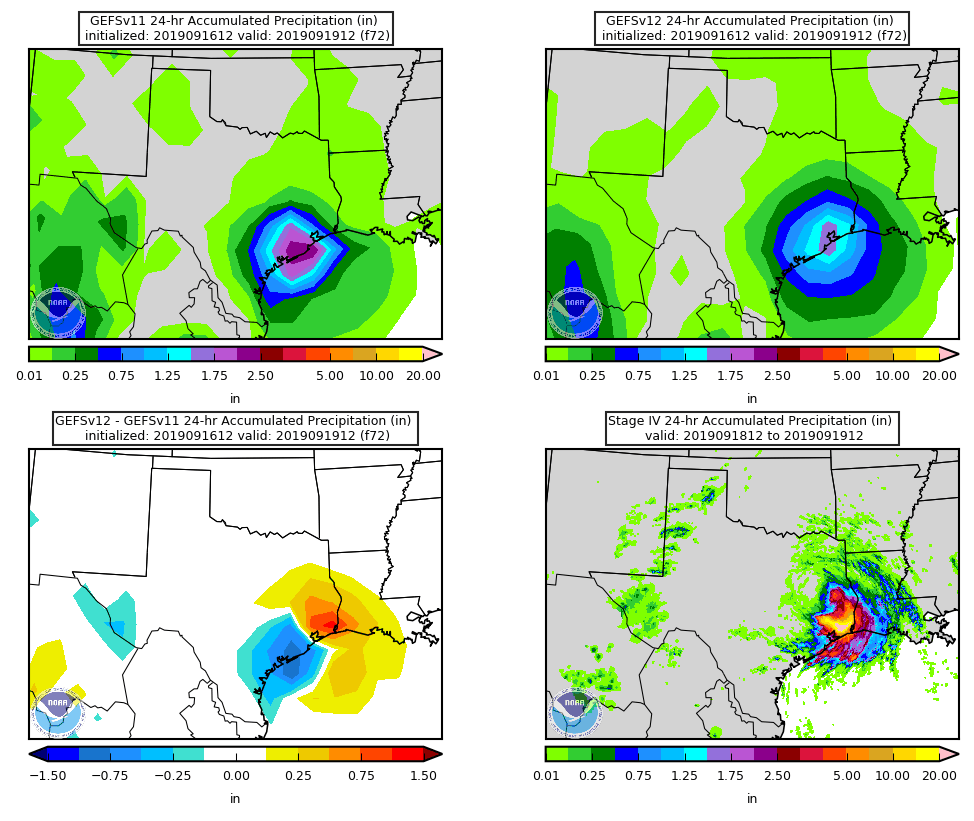 GEFSv11 24-hr Accumulated Precipitation (in)
initialized: 2019091612 valid: 2019091912 (f72)
NOAA
0.01 0.25 0.75 1.25 1.75 2.50 5.00 10.00 20.00
in
GEFSv12 24-hr Accumulated Precipitation (in)
initialized: 2019091612 valid: 2019091912 (f72)
NOAA
0.01 0.25 0.75 1.25 1.75 2.50 5.00 10.00 20.00
in
GEFSv12 - GEFSv11 24-hr Accumulated Precipitation (in)
initialized: 2019091612 valid: 2019091912 (f72)
NOAA
−1.50 −0.75 −0.25 0.00 0.25 0.75 1.50
in
Stage IV 24-hr Accumulated Precipitation (in)
valid: 2019091812 to 2019091912
NOAA
0.01 0.25 0.75 1.25 1.75 2.50 5.00 10.00 20.00
in